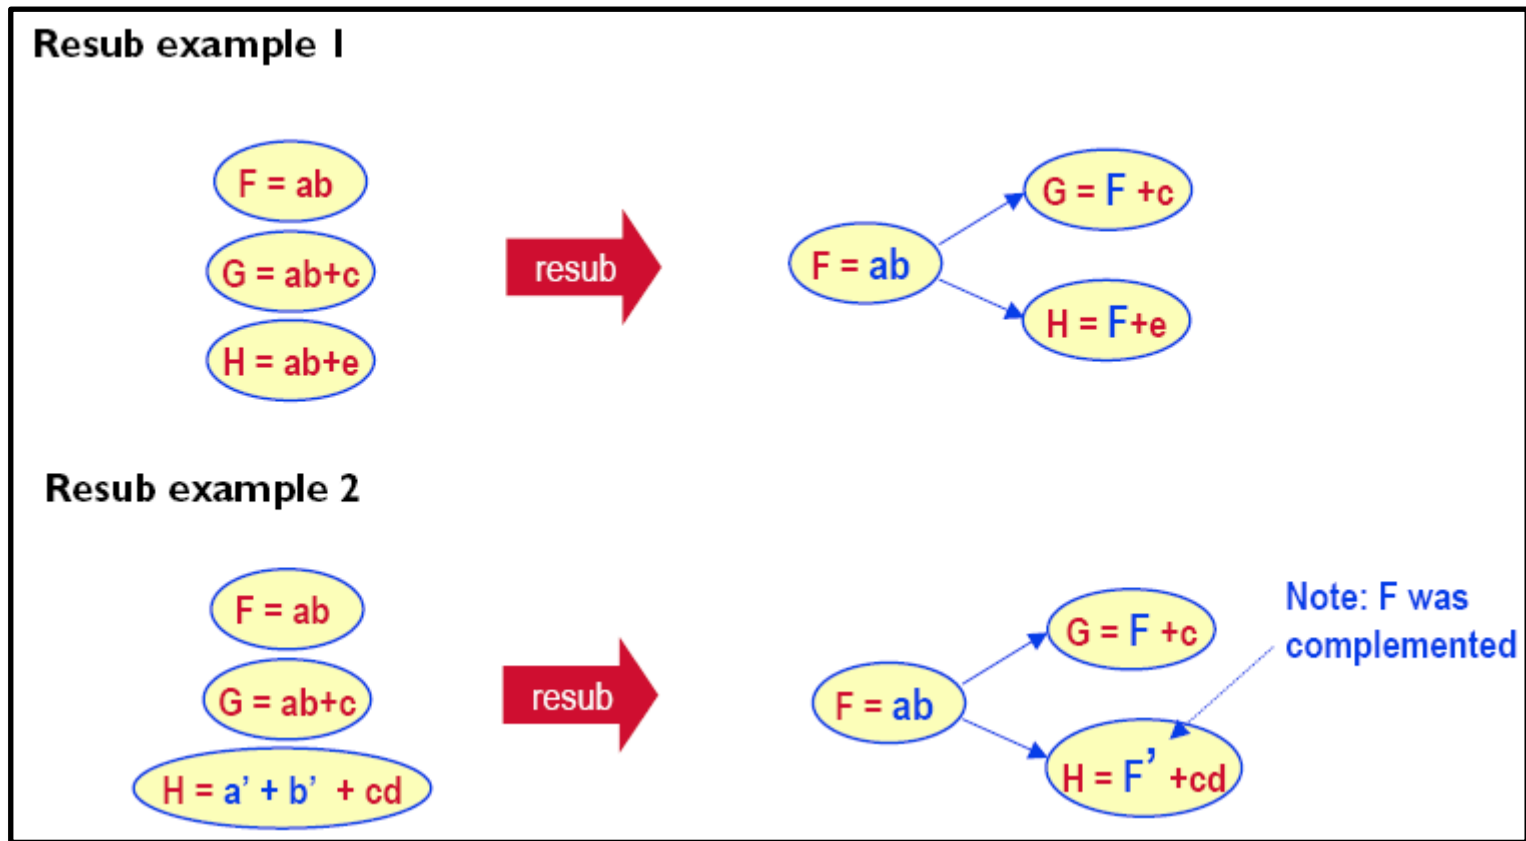 Resub example 1
F = ab
G = ab+c
H = ab+e
resub
F = ab
G = F +c
H = F+e
Resub example 2
F = ab
G = ab+c
H = a’ + b’ + cd
resub
F = ab
G = F +c
H = F’ +cd
Note: F was
complemented